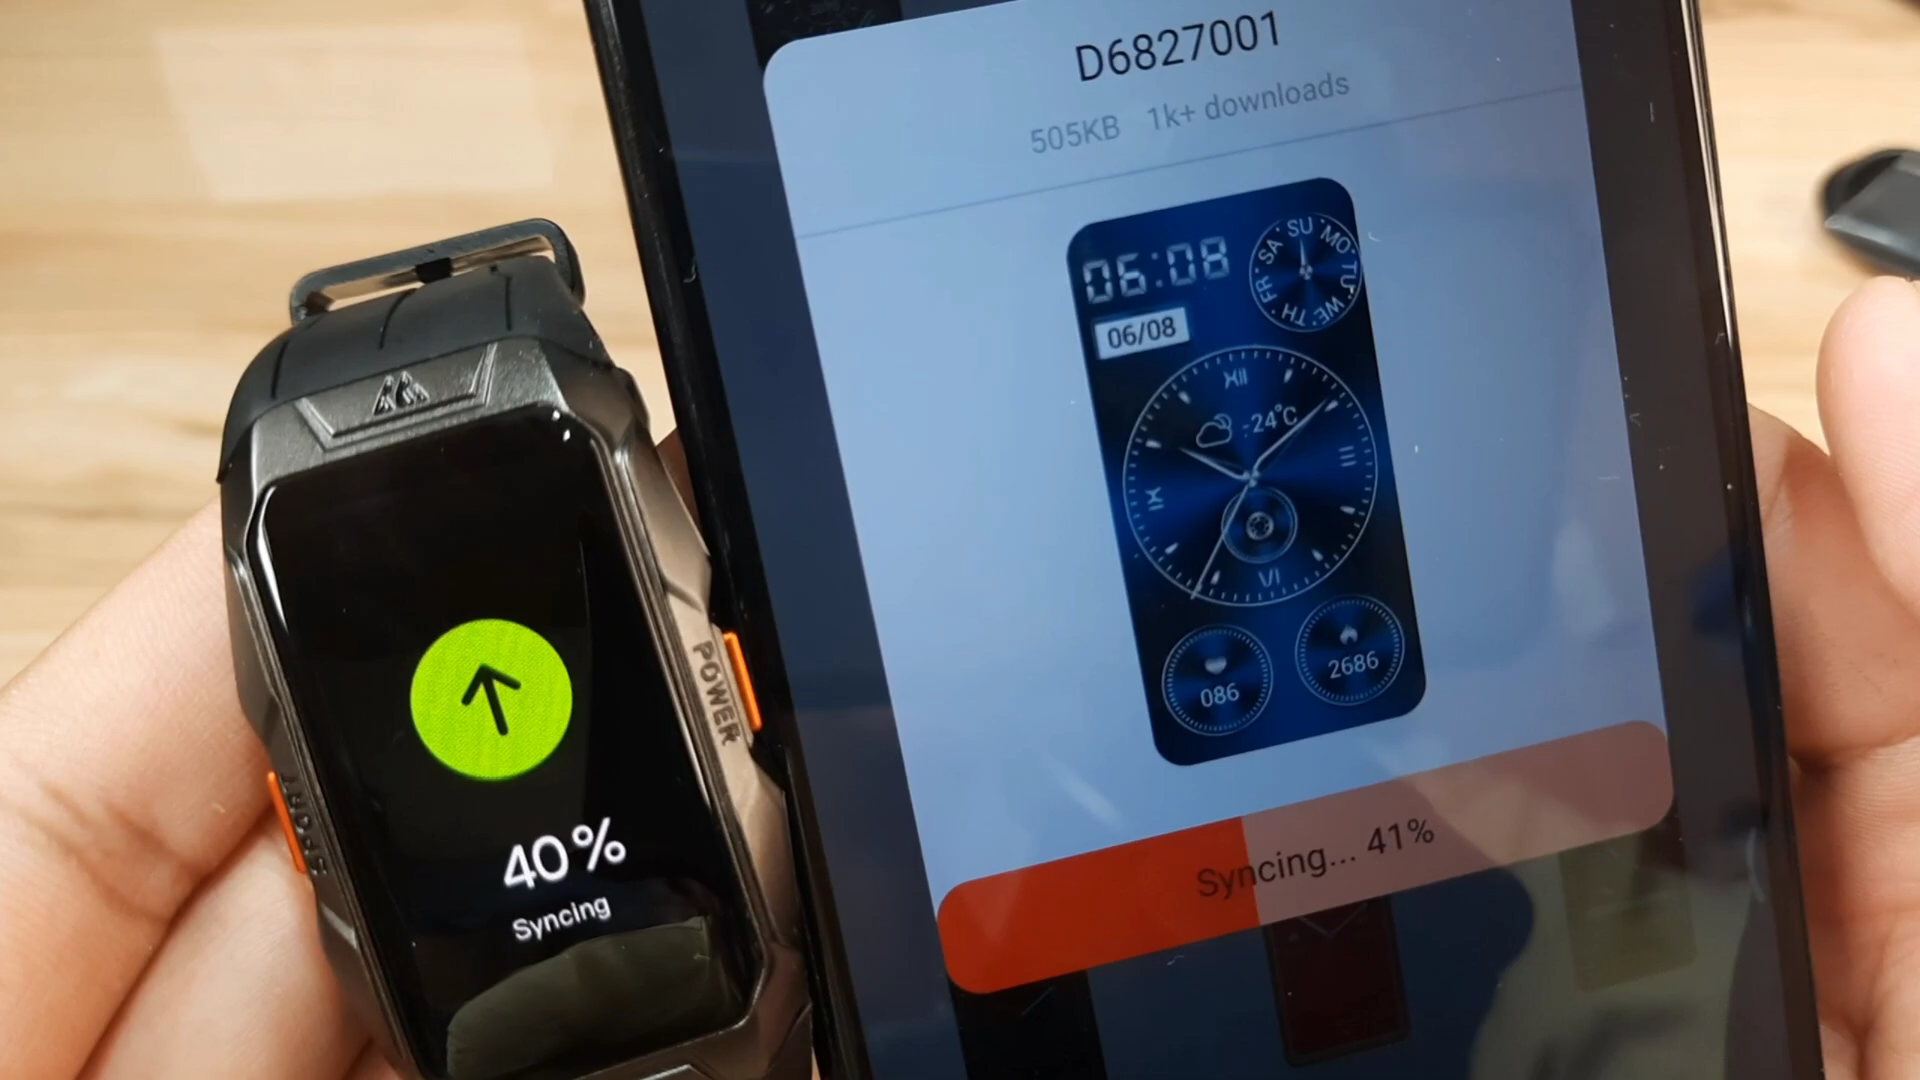 D6827001
505KB 1k+ downloads
06:08
SU MO TU WE TH FR SA
06/08
XII
-24°C
III
IX
VI
086
2686
Syncing... 41%
POWER
SPORT
40%
Syncing